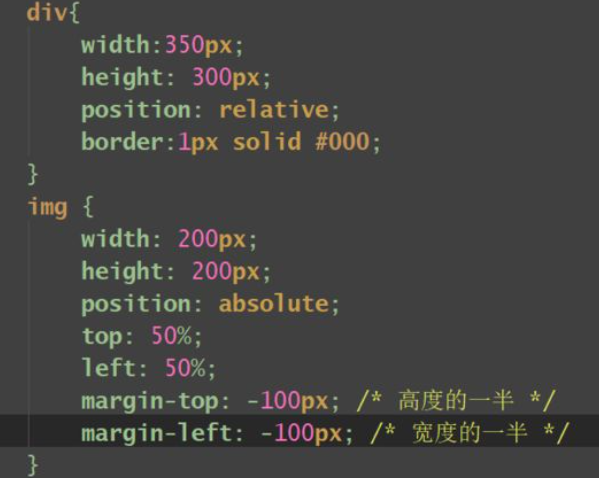 div{
width:350px;
height: 300px;
position: relative;
border:1px solid #000;
}
img {
width: 200px;
height: 200px;
position: absolute;
top: 50%;
left: 50%;
margin-top: -100px; /* 高度的一半 */
margin-left: -100px; /* 宽度的一半 */
}